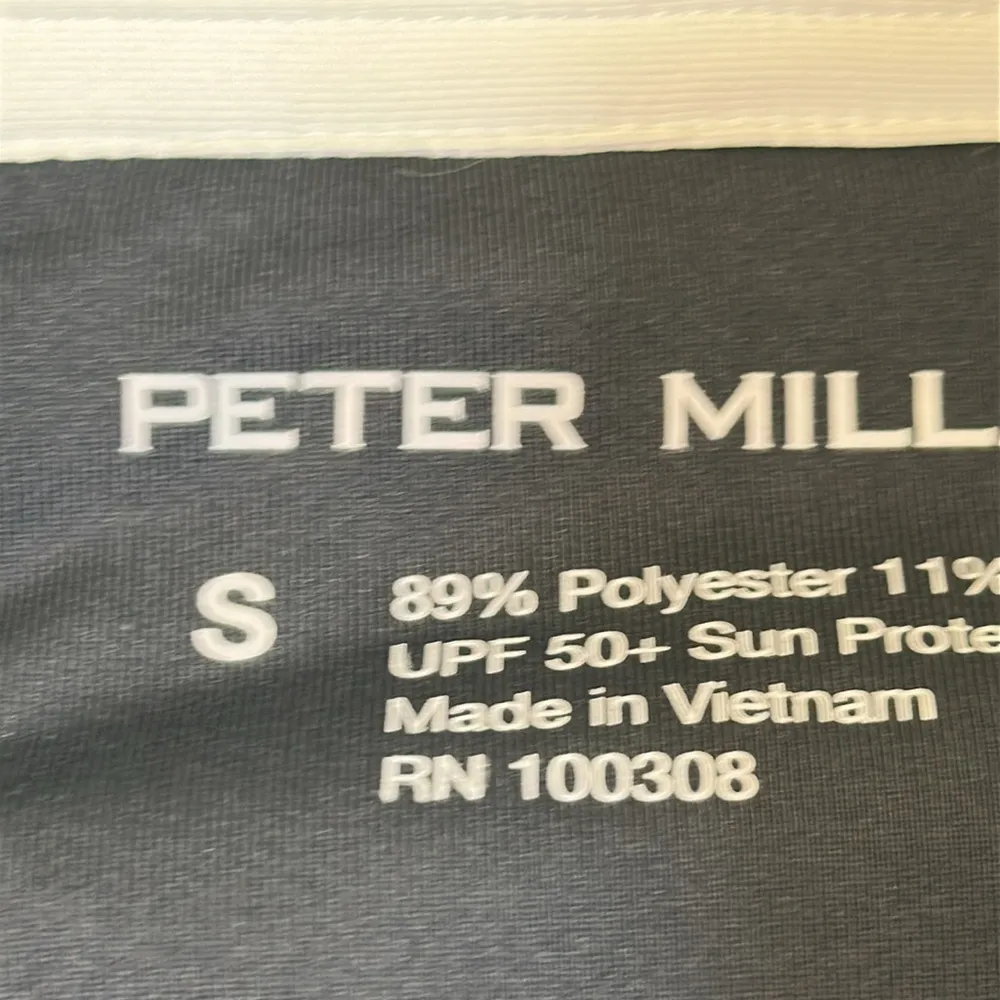 PETER MILL
S
89% Polyester 11%
UPF 50+ Sun Prote
Made in Vietnam
RN 100308